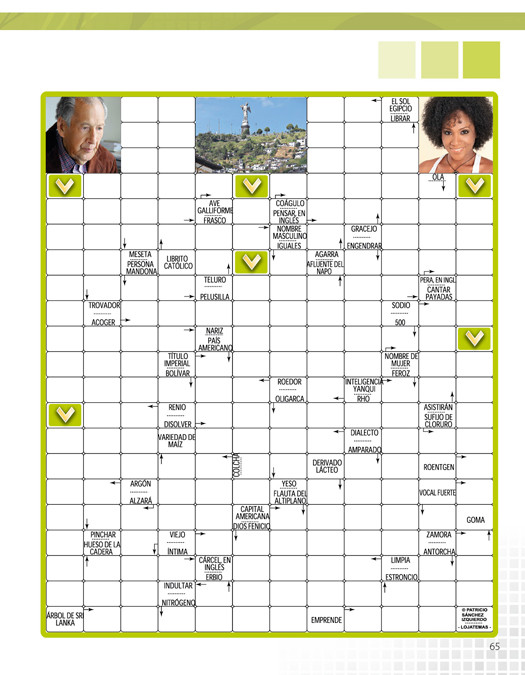 EL SOL
EGIPCIO
LIBRAR
OLA
AVE
GALLIFORME
FRASCO
COÁGULO
PENSAR, EN
INGLÉS
NOMBRE
MASCULINO
IGUALES
GRACEJO
ENGENDRAR
MESETA
PERSONA
MANDONA
LIBRITO
CATÓLICO
AGARRA
AFLUENTE DEL
NAPO
TELURO
PELUSILLA
PERA, EN INGL
CANTAR
PAYADAS
TROVADOR
ACOGER
SODIO
500
NARIZ
PAÍS
AMERICANO
TÍTULO
IMPERIAL
BOLÍVAR
NOMBRE DE
MUJER
FEROZ
ROEDOR
OLIGARCA
INTELIGENCIA
YANQUI
RHO
RENIO
DISOLVER
ASISTIRÁN
SUFIJO DE
CLORURO
VARIEDAD DE
MAÍZ
DIALECTO
AMPARADO
COLCHA
DERIVADO
LÁCTEO
ROENTGEN
ARGÓN
ALZARÁ
YESO
FLAUTA DEL
ALTIPLANO
VOCAL FUERTE
CAPITAL
AMERICANA
DIOS FENICIO
GOMA
PINCHAR
HUESO DE LA
CADERA
VIEJO
ÍNTIMA
ZAMORA
ANTORCHA
CÁRCEL, EN
INGLÉS
ERBIO
LIMPIA
ESTRONCIO
INDULTAR
NITRÓGENO
ÁRBOL DE SRI
LANKA
EMPRENDE
© PATRICIO
SÁNCHEZ
IZQUIERDO
- LOJATEMAS -
65